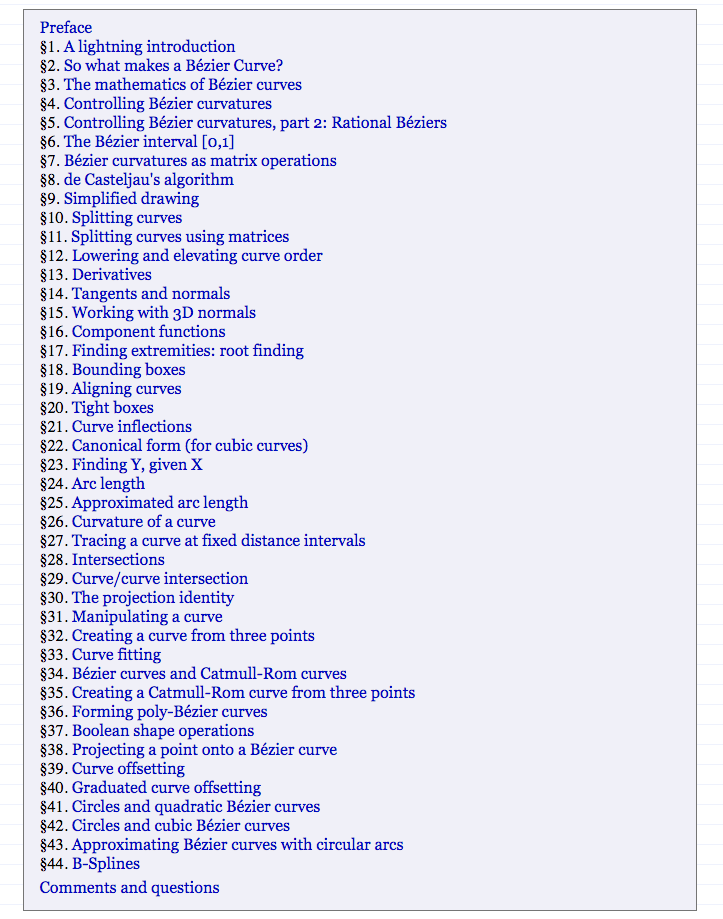 Preface
§1. A lightning introduction
§2. So what makes a Bézier Curve?
§3. The mathematics of Bézier curves
§4. Controlling Bézier curvatures
§5. Controlling Bézier curvatures, part 2: Rational Béziers
§6. The Bézier interval [0,1]
§7. Bézier curvatures as matrix operations
§8. de Casteljau's algorithm
§9. Simplified drawing
§10. Splitting curves
§11. Splitting curves using matrices
§12. Lowering and elevating curve order
§13. Derivatives
§14. Tangents and normals
§15. Working with 3D normals
§16. Component functions
§17. Finding extremities: root finding
§18. Bounding boxes
§19. Aligning curves
§20. Tight boxes
§21. Curve inflections
§22. Canonical form (for cubic curves)
§23. Finding Y, given X
§24. Arc length
§25. Approximated arc length
§26. Curvature of a curve
§27. Tracing a curve at fixed distance intervals
§28. Intersections
§29. Curve/curve intersection
§30. The projection identity
§31. Manipulating a curve
§32. Creating a curve from three points
§33. Curve fitting
§34. Bézier curves and Catmull-Rom curves
§35. Creating a Catmull-Rom curve from three points
§36. Forming poly-Bézier curves
§37. Boolean shape operations
§38. Projecting a point onto a Bézier curve
§39. Curve offsetting
§40. Graduated curve offsetting
§41. Circles and quadratic Bézier curves
§42. Circles and cubic Bézier curves
§43. Approximating Bézier curves with circular arcs
§44. B-Splines
Comments and questions